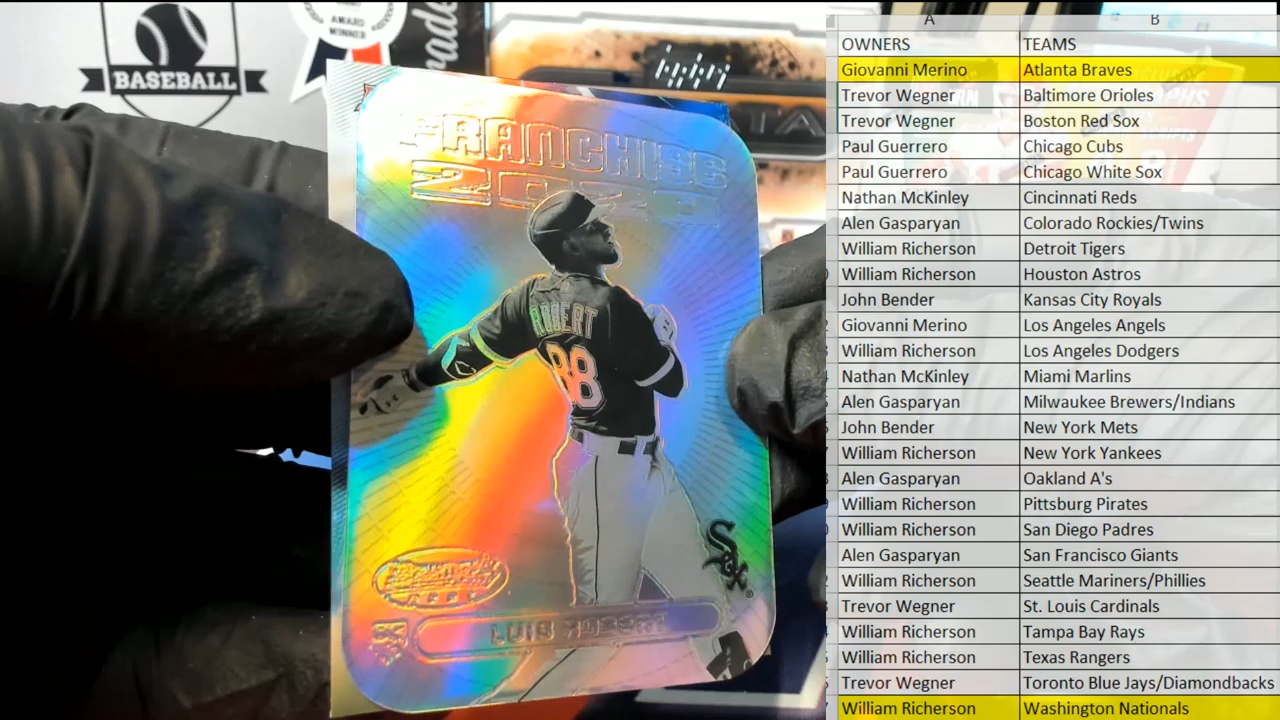 AWARD
WINNER
BASEBALL
FRANCHISE
2020
ROBERT
88
Sox
LUIS ROBERT
A B
OWNERS TEAMS
Giovanni Merino Atlanta Braves
Trevor Wegner Baltimore Orioles
Trevor Wegner Boston Red Sox
Paul Guerrero Chicago Cubs
Paul Guerrero Chicago White Sox
Nathan McKinley Cincinnati Reds
Alen Gasparyan Colorado Rockies/Twins
William Richerson Detroit Tigers
William Richerson Houston Astros
John Bender Kansas City Royals
Giovanni Merino Los Angeles Angels
William Richerson Los Angeles Dodgers
Nathan McKinley Miami Marlins
Alen Gasparyan Milwaukee Brewers/Indians
John Bender New York Mets
William Richerson New York Yankees
Alen Gasparyan Oakland A's
William Richerson Pittsburg Pirates
William Richerson San Diego Padres
Alen Gasparyan San Francisco Giants
William Richerson Seattle Mariners/Phillies
Trevor Wegner St. Louis Cardinals
William Richerson Tampa Bay Rays
William Richerson Texas Rangers
Trevor Wegner Toronto Blue Jays/Diamondbacks
William Richerson Washington Nationals